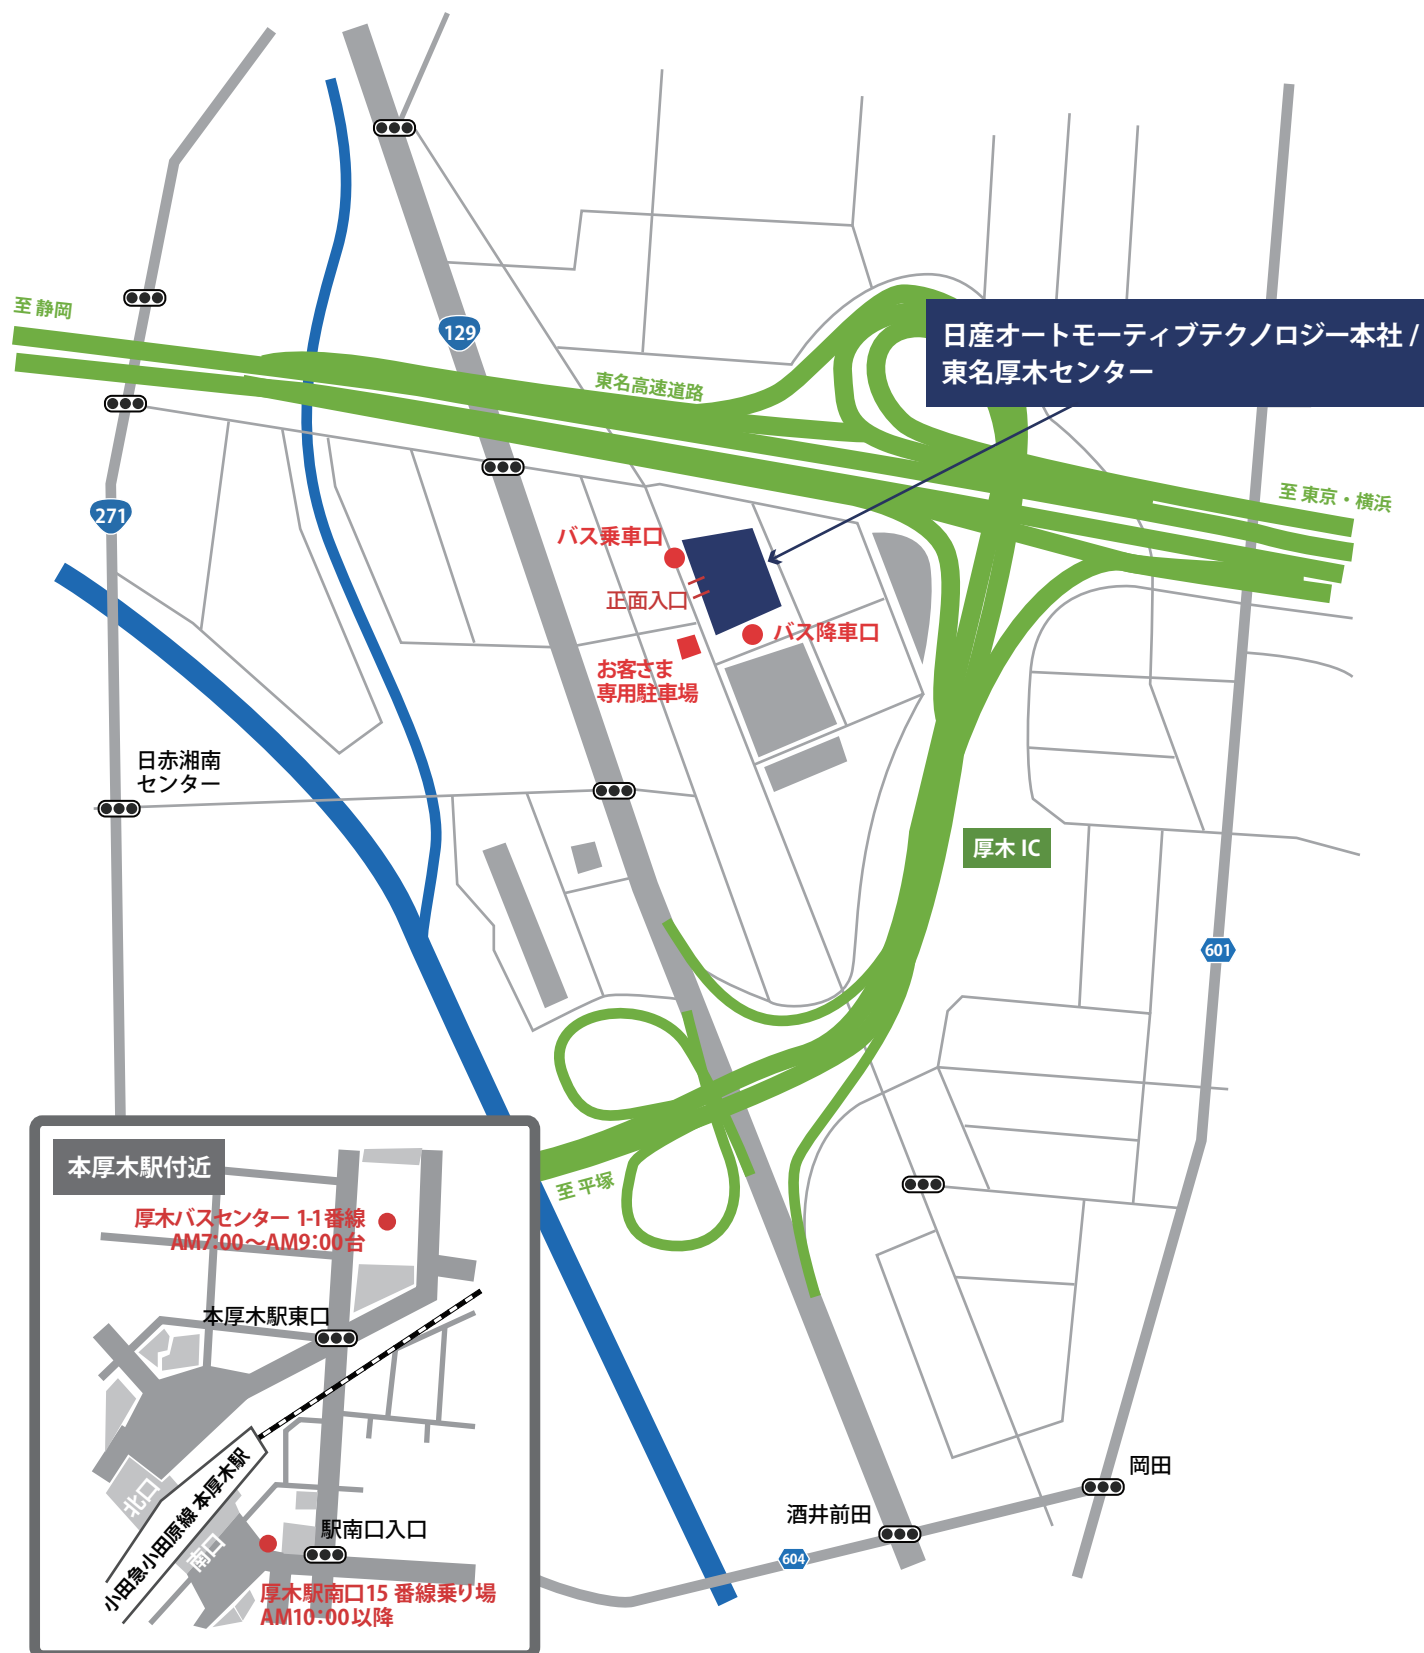 至 静岡
129
日産オートモーティブテクノロジー本社 /
東名厚木センター
東名高速道路
至 東京・横浜
271
バス乗車口
正面入口
バス降車口
お客さま
専用駐車場
日赤湘南
センター
厚木 IC
601
至 平塚
本厚木駅付近
厚木バスセンター 1-1番線
AM7:00～AM9:00台
本厚木駅東口
北口
小田急小田原線 本厚木駅
南口
駅南口入口
厚木駅南口15 番線乗り場
AM10:00以降
岡田
酒井前田
604